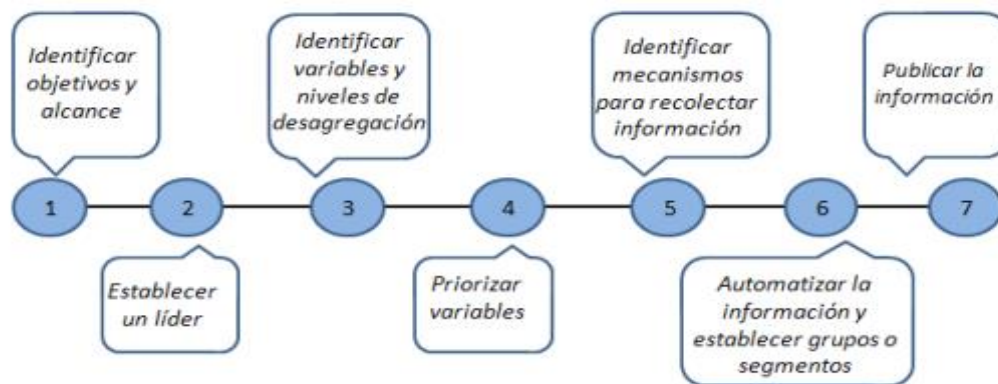 Identificar
objetivos y
alcance
Identificar
variables y
niveles de
desagregación
Identificar
mecanismos
para recolectar
información
Publicar la
información
1
2
3
4
5
6
7
Establecer
un líder
Priorizar
variables
Automatizar la
información y
establecer grupos o
segmentos